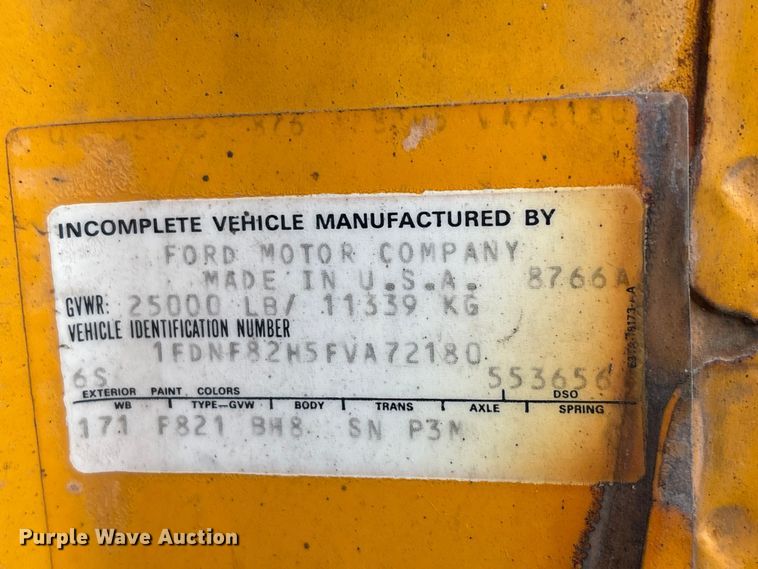 INCOMPLETE VEHICLE MANUFACTURED BY
FORD MOTOR COMPANY
MADE IN U.S.A. 8766A
GVWR: 25000 LB/ 11339 KG
VEHICLE IDENTIFICATION NUMBER
1FDNF82H5FVA72180
6S 553656
EXTERIOR PAINT COLORS DSO
WB TYPE-GVW BODY TRANS AXLE SPRING
171 F821 BH8 SN P3M
Purple Wave Auction